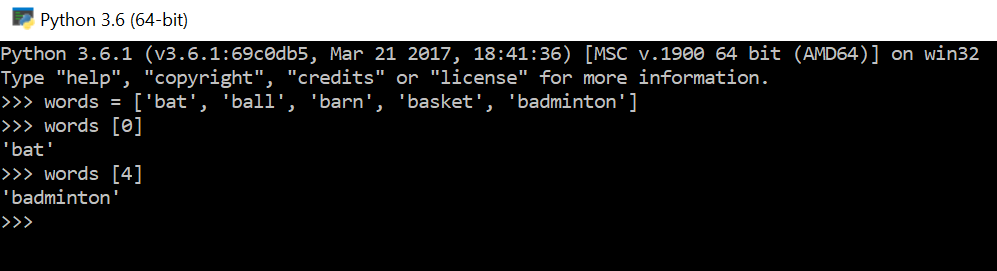 Python 3.6 (64-bit)
Python 3.6.1 (v3.6.1:69c0db5, Mar 21 2017, 18:41:36) [MSC v.1900 64 bit (AMD64)] on win32
Type "help", "copyright", "credits" or "license" for more information.
>>> words = ['bat', 'ball', 'barn', 'basket', 'badminton']
>>> words [0]
'bat'
>>> words [4]
'badminton'
>>>